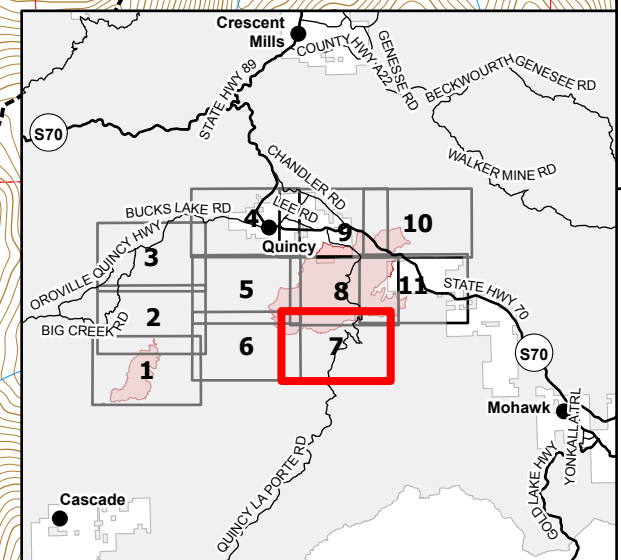 Crescent
Mills
COUNTY HWY A22
GENESSE RD
BECKWOURTH GENESEE RD
STATE HWY 89
S70
WALKER MINE RD
CHANDLER RD
BUCKS LAKE RD
LEE RD
4
9
10
Quincy
OROVILLE QUINCY HWY
3
5
8
11
STATE HWY 70
2
BIG CREEK RD
6
7
1
S70
Mohawk
YONKALLA TRL
GOLD LAKE HWY
QUINCY LA PORTE RD
Cascade